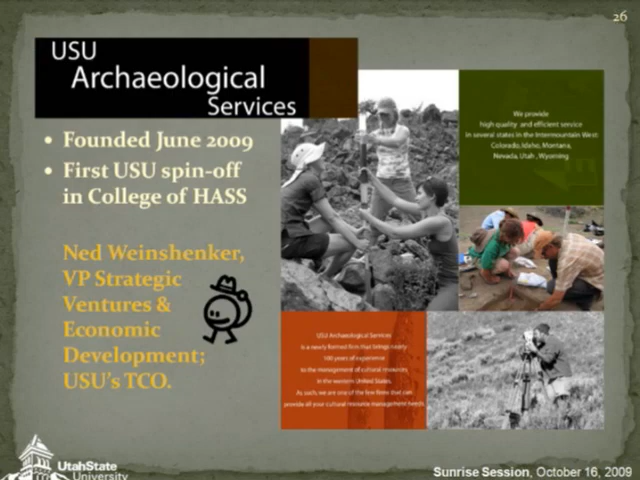 26
USU
Archaeological
Services
• Founded June 2009
• First USU spin-off
in College of HASS
Ned Weinshenker,
VP Strategic
Ventures &
Economic
Development;
USU's TCO.
We provide
high quality and efficient service
in several states in the Intermountain West:
Colorado, Idaho, Montana,
Nevada, Utah, Wyoming
USU Archaeological Services
is a newly formed firm that brings nearly
100 years of experience
to the management of cultural resources
in the western United States.
As such, we are one of the few firms that can
provide all your cultural resource management needs.
UtahState
University
Sunrise Session, October 16, 2009